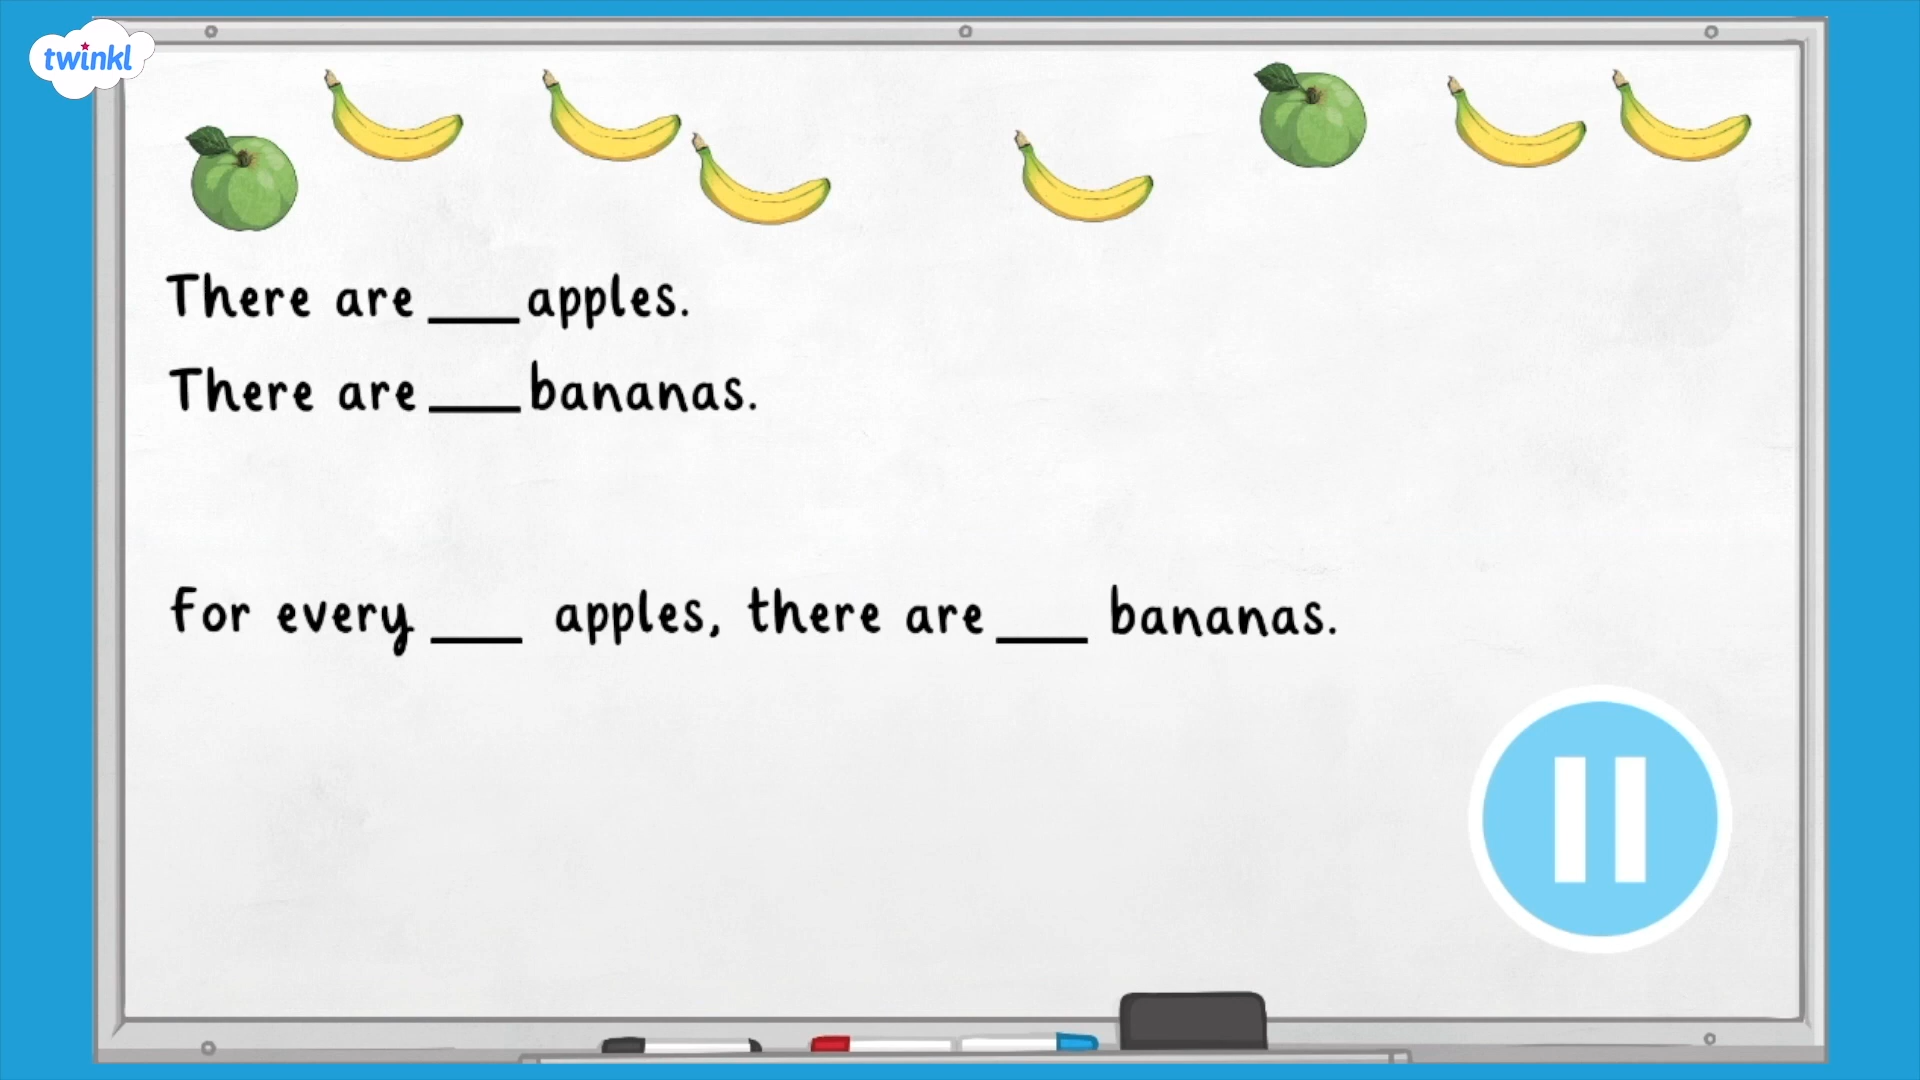 twinkl
There are ___ apples.
There are ___ bananas.
For every ___ apples, there are ___ bananas.